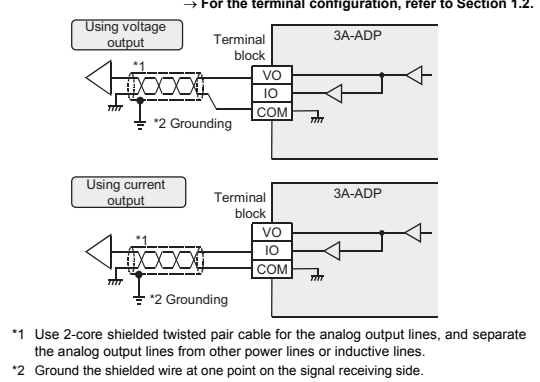 → For the terminal configuration, refer to Section 1.2.
Using voltage
output
Terminal
block
3A-ADP
*1
VO
IO
COM
*2 Grounding
Using current
output
Terminal
block
3A-ADP
*1
VO
IO
COM
*2 Grounding
*1 Use 2-core shielded twisted pair cable for the analog output lines, and separate
the analog output lines from other power lines or inductive lines.
*2 Ground the shielded wire at one point on the signal receiving side.